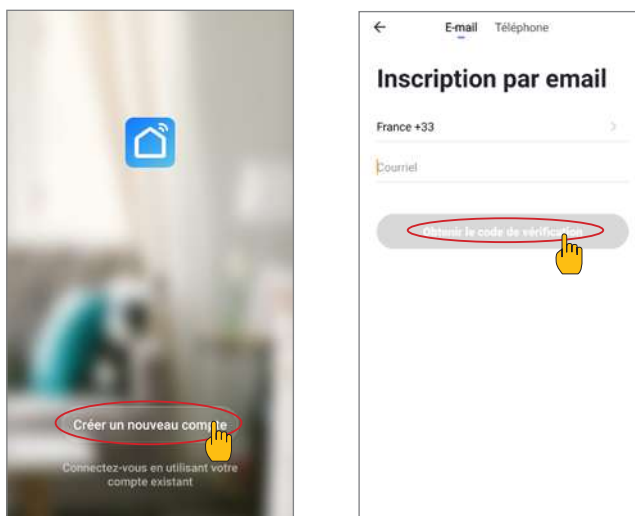 Créer un nouveau compte
Connectez-vous en utilisant votre
compte existant
E-mail Téléphone
Inscription par email
France +33
Courriel
Obtenir le code de vérification